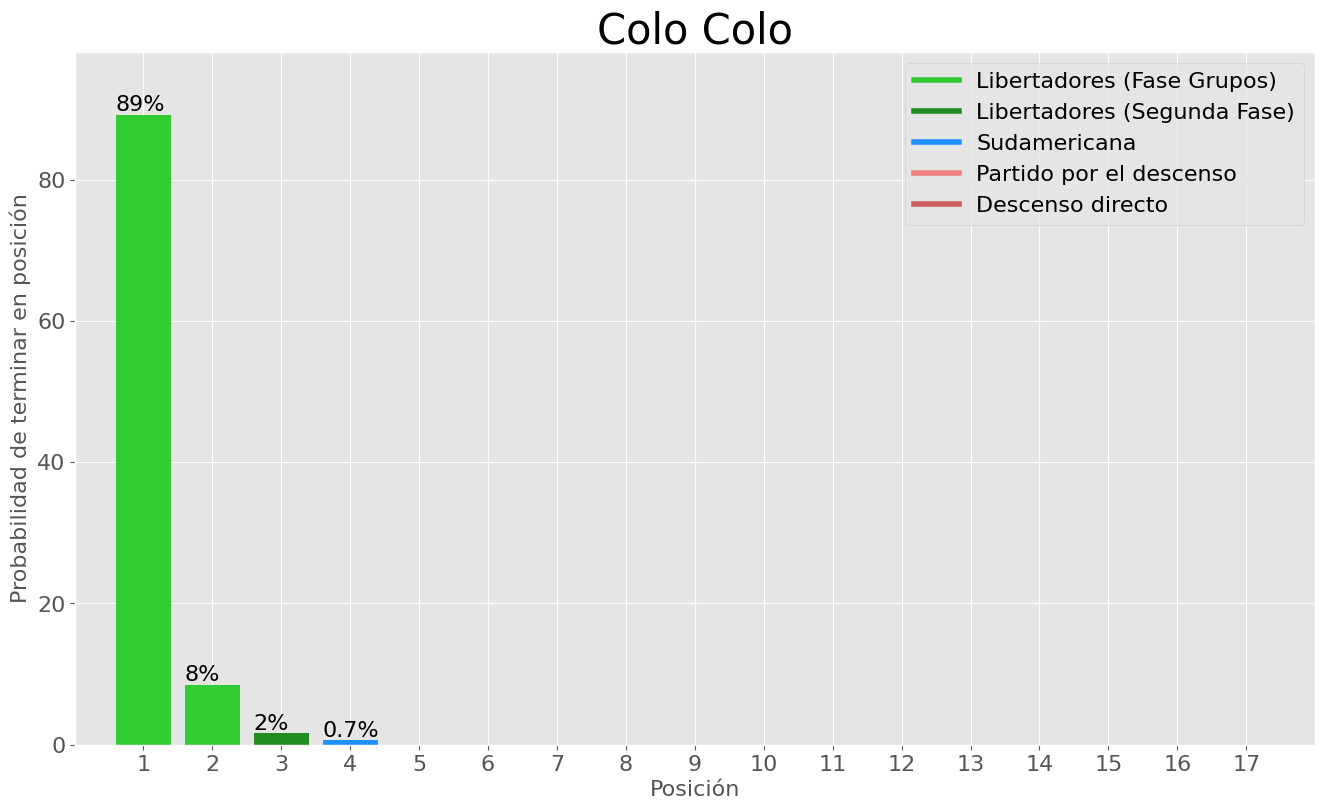 Colo Colo
Libertadores (Fase Grupos)
Libertadores (Segunda Fase)
Sudamericana
Partido por el descenso
Descenso directo
Probabilidad de terminar en posición
80
60
40
20
0
89%
8%
2%
0.7%
1 2 3 4 5 6 7 8 9 10 11 12 13 14 15 16 17
Posición